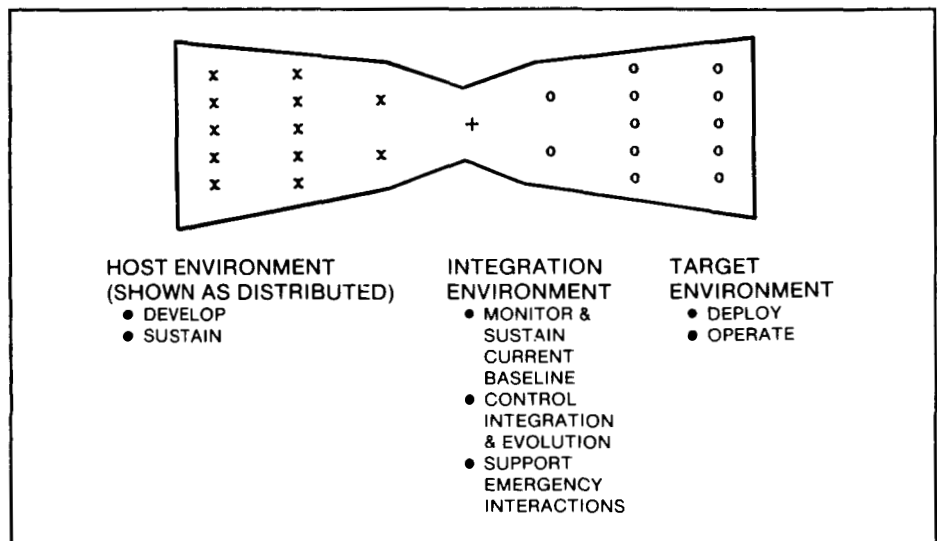 x x o o
x x x o o o
x x + o o
x x x o o o
x x o o
HOST ENVIRONMENT
(SHOWN AS DISTRIBUTED)
● DEVELOP
● SUSTAIN
INTEGRATION
ENVIRONMENT
● MONITOR &
SUSTAIN
CURRENT
BASELINE
● CONTROL
INTEGRATION
& EVOLUTION
● SUPPORT
EMERGENCY
INTERACTIONS
TARGET
ENVIRONMENT
● DEPLOY
● OPERATE